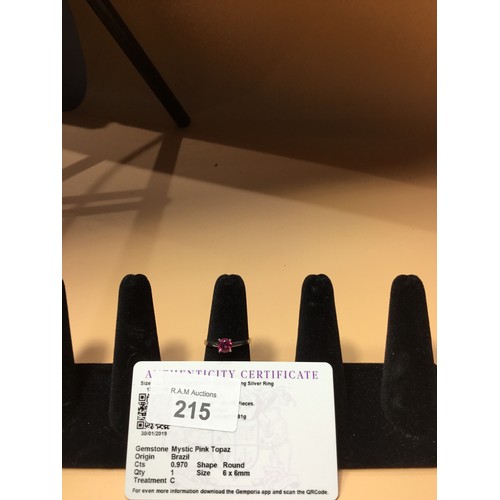 AUTHENTICITY CERTIFICATE
Size ng Silver Ring
R.A.M Auctions
215
ieces.
30/01/2019
Gemstone Mystic Pink Topaz
Origin Brazil
Cts 0.970 Shape Round
Qty 1 Size 6 x 6mm
Treatment C
For even more information download the Gemporia app and scan the QRCode.